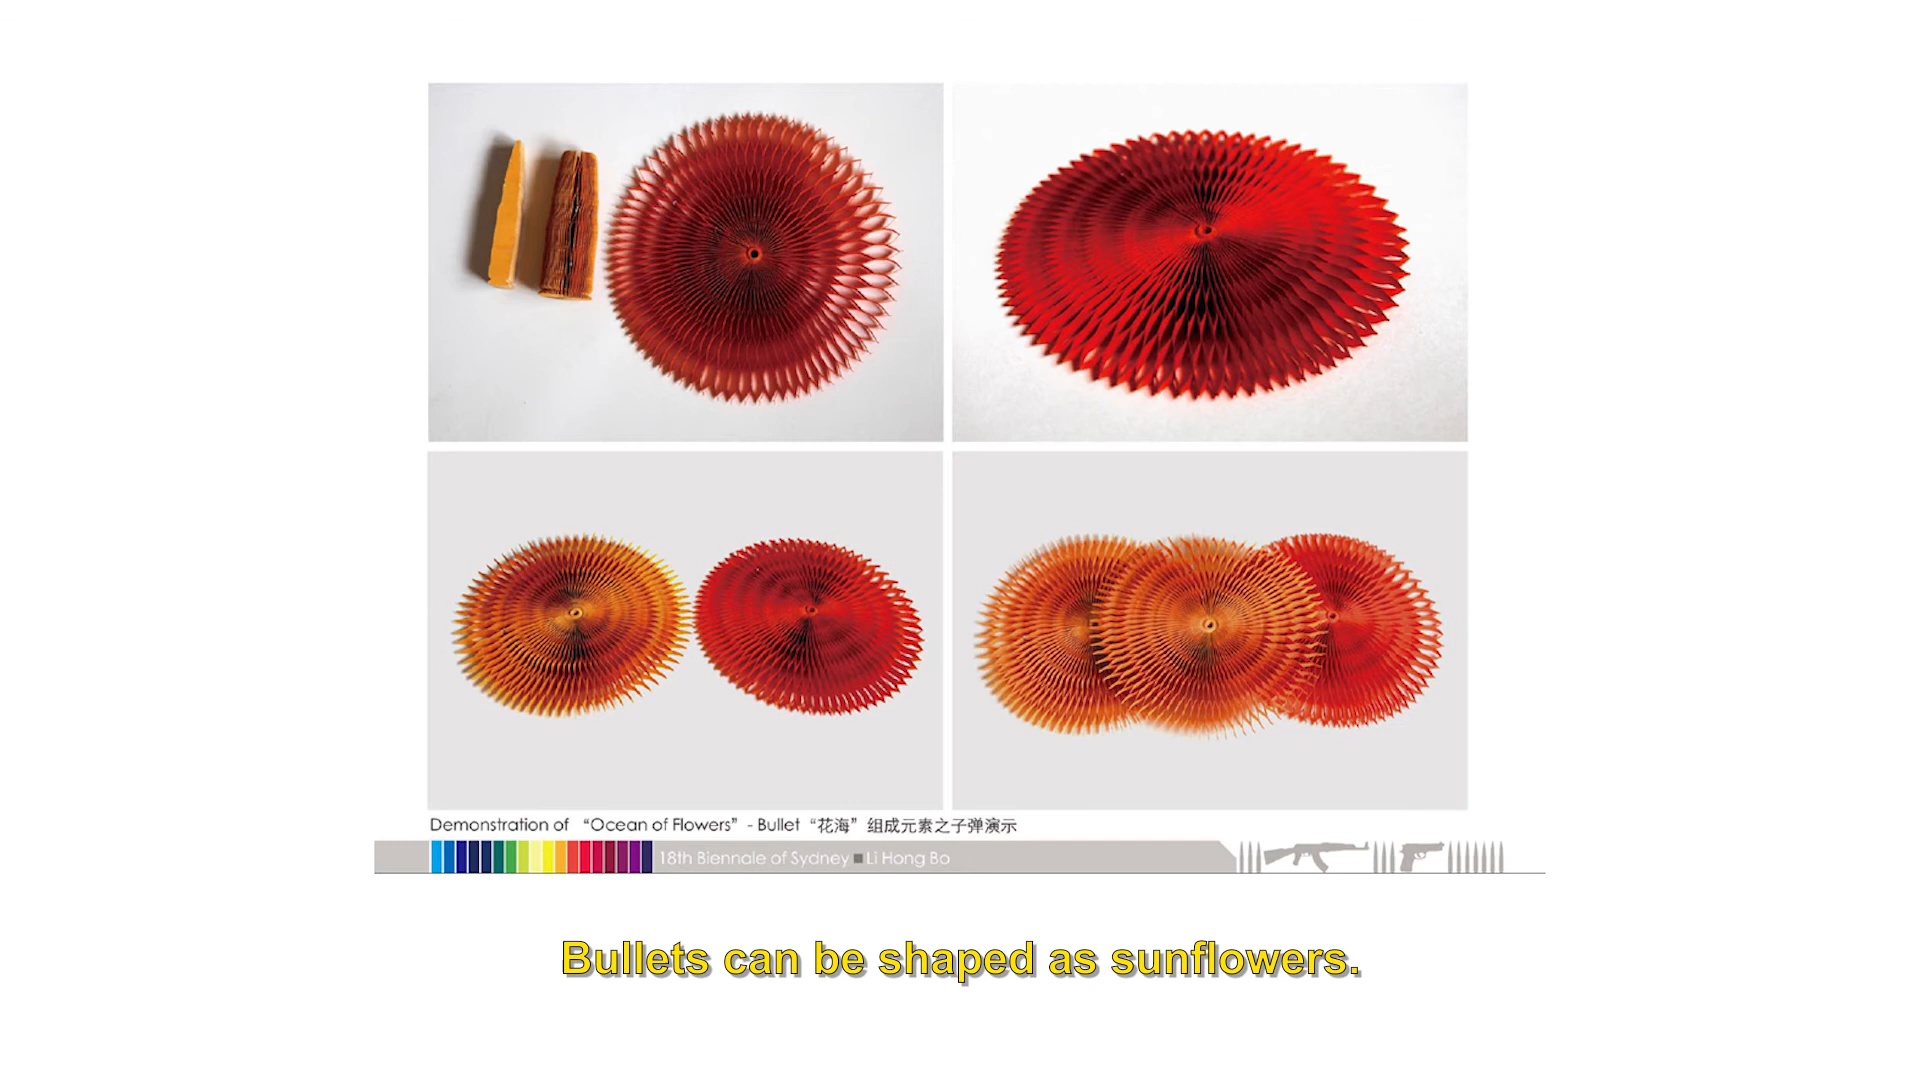 Demonstration of “Ocean of Flowers” - Bullet “花海” 组成元素之子弹演示
18th Biennale of Sydney ■ Li Hong Bo
Bullets can be shaped as sunflowers.